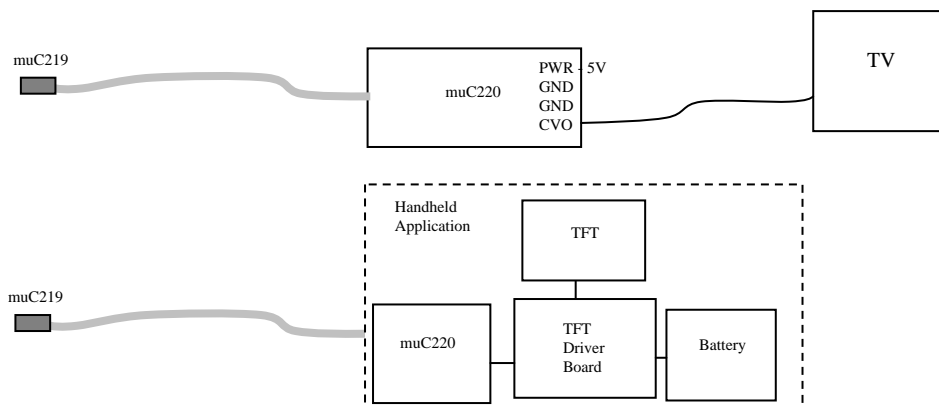 muC219
muC220
PWR - 5V
GND
GND
CVO
TV
Handheld
Application
TFT
muC219
muC220
TFT
Driver
Board
Battery